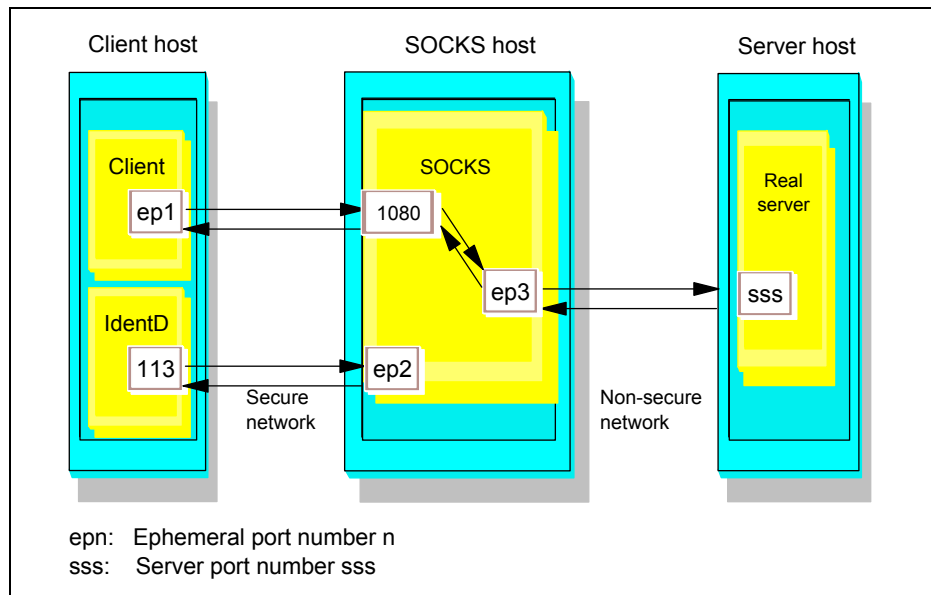 Client host
SOCKS host
Server host
Client
ep1
SOCKS
1080
ep3
Real
server
sss
IdentD
113
ep2
Secure
network
Non-secure
network
epn: Ephemeral port number n
sss: Server port number sss